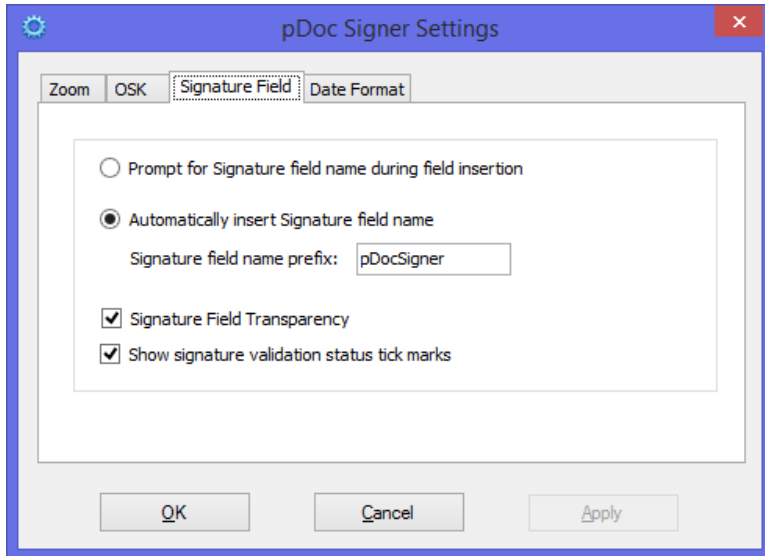 pDoc Signer Settings
Zoom OSK Signature Field Date Format
Prompt for Signature field name during field insertion
Automatically insert Signature field name
Signature field name prefix: pDocSigner
Signature Field Transparency
Show signature validation status tick marks
OK Cancel Apply